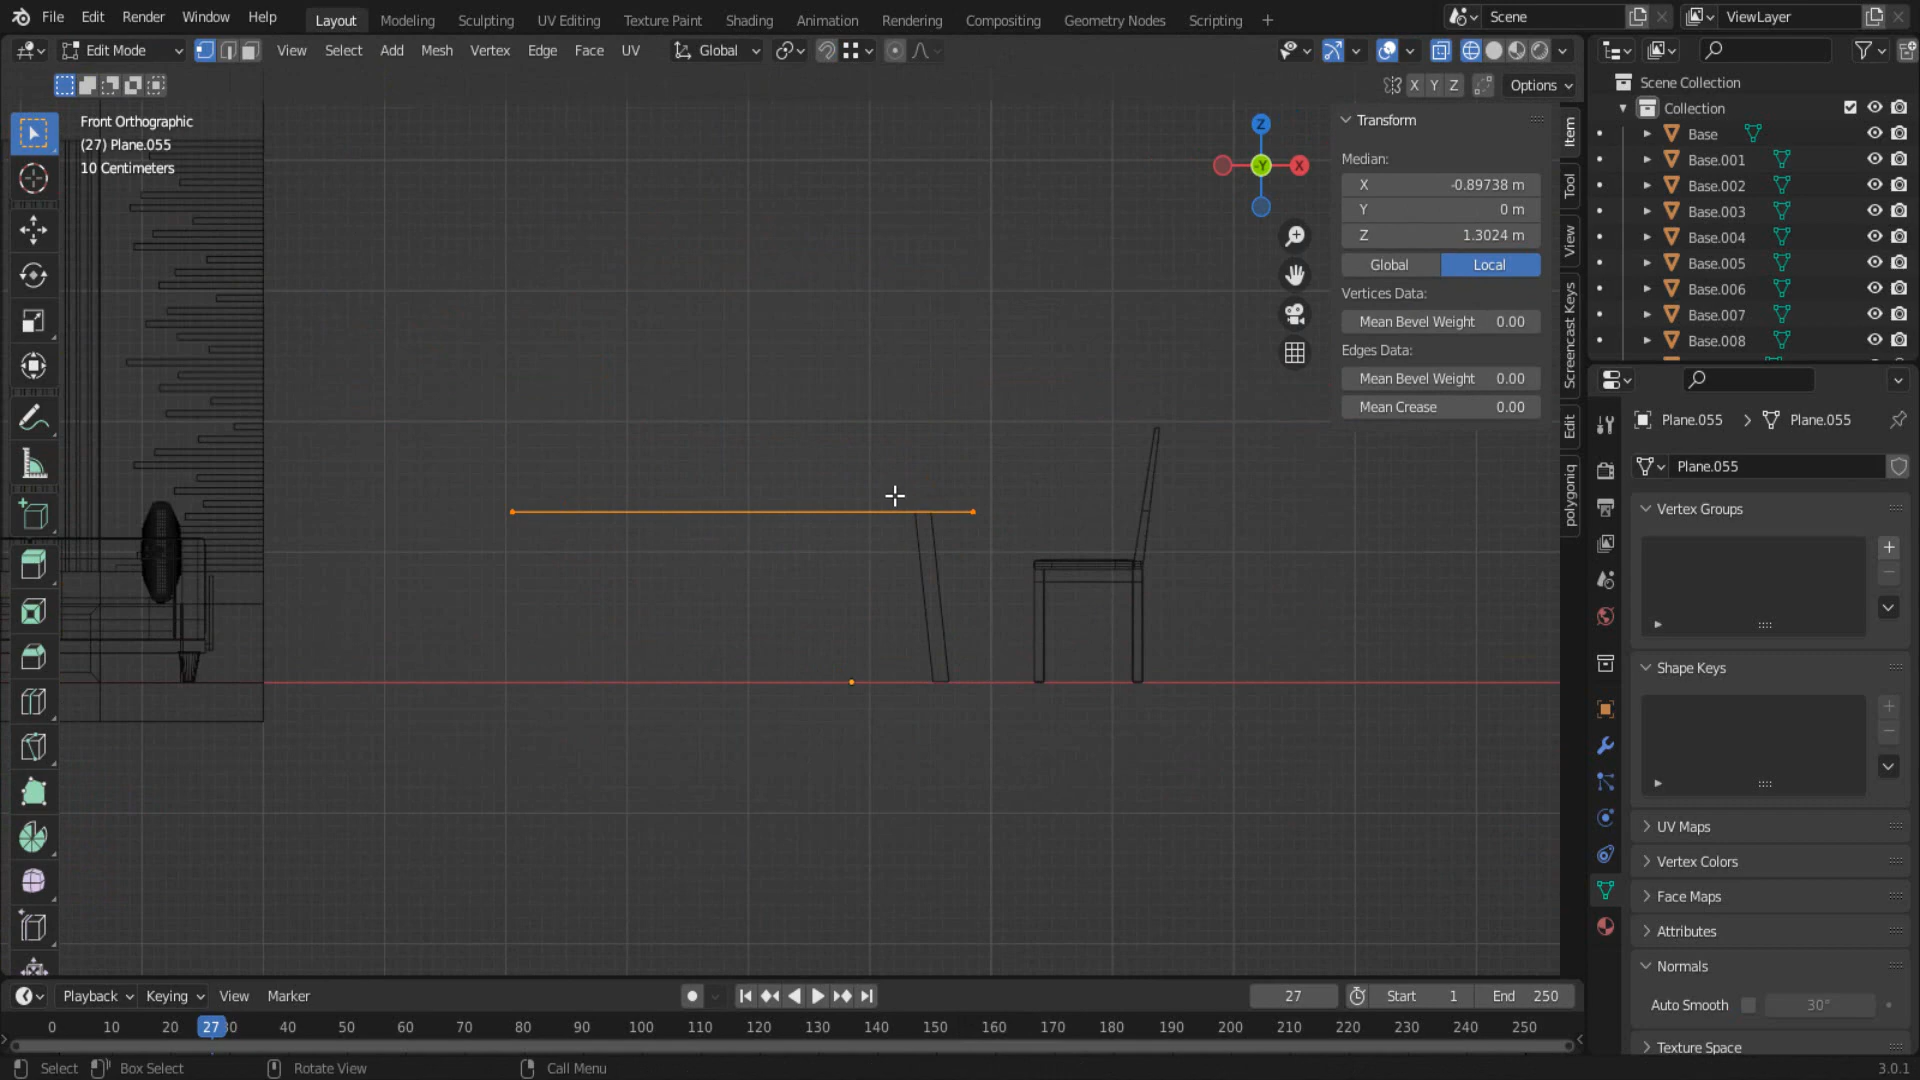 File Edit Render Window Help Layout Modeling Sculpting UV Editing Texture Paint Shading Animation Rendering Compositing Geometry Nodes Scripting + Scene ViewLayer
Edit Mode View Select Add Mesh Vertex Edge Face UV Global
X Y Z Options
Front Orthographic
(27) Plane.055
10 Centimeters
Z
Y
X
Transform
Median:
X -0.89738 m
Y 0 m
Z 1.3024 m
Global Local
Vertices Data:
Mean Bevel Weight 0.00
Edges Data:
Mean Bevel Weight 0.00
Mean Crease 0.00
Item
Tool
View
Screencast Keys
Edit
polygoniq
Scene Collection
Collection
Base
Base.001
Base.002
Base.003
Base.004
Base.005
Base.006
Base.007
Base.008
Plane.055 > Plane.055
Plane.055
Vertex Groups
Shape Keys
UV Maps
Vertex Colors
Face Maps
Attributes
Normals
Auto Smooth 30°
Texture Space
Playback Keying View Marker 27 Start 1 End 250
0 10 20 27 30 40 50 60 70 80 90 100 110 120 130 140 150 160 170 180 190 200 210 220 230 240 250
Select Box Select Rotate View Call Menu 3.0.1